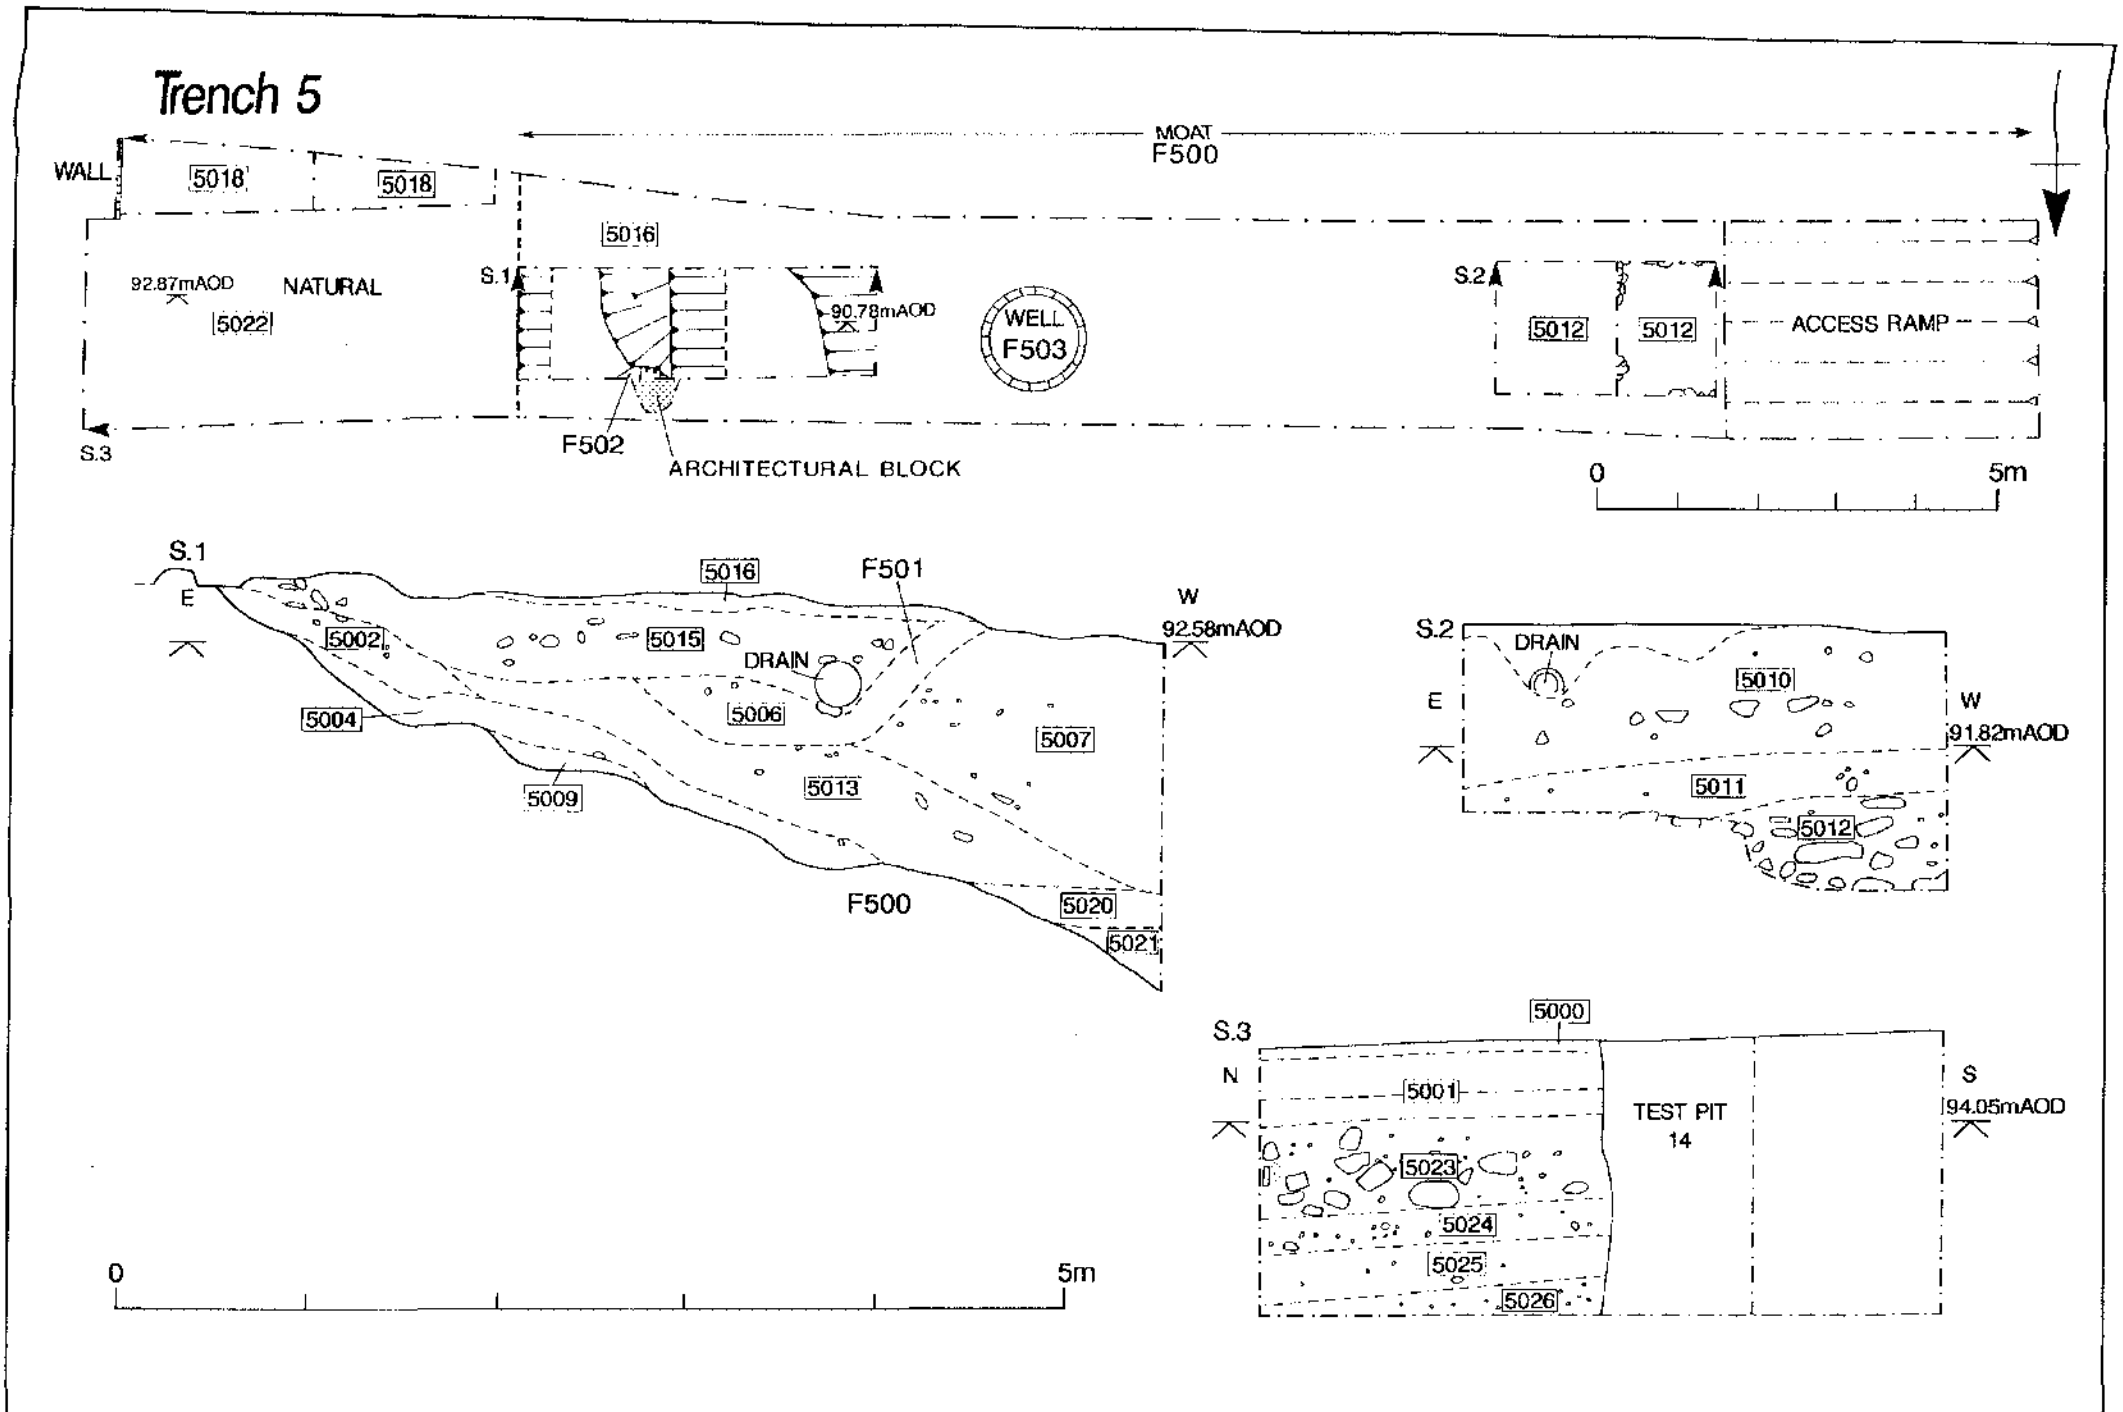 Trench 5
MOAT
F500
WALL
5018
5018
5016
S.1
S.2
92.87mAOD
NATURAL
5022
90.78mAOD
WELL
F503
5012
5012
ACCESS RAMP
S.3
F502
ARCHITECTURAL BLOCK
0
5m
S.1
E
5016
F501
W
92.58mAOD
5002
5015
DRAIN
5006
5004
5007
5009
5013
F500
5020
5021
S.2
DRAIN
E
5010
W
91.82mAOD
5011
5012
S.3
5000
N
5001
S
94.05mAOD
TEST PIT
14
5023
5024
5025
5026
0
5m